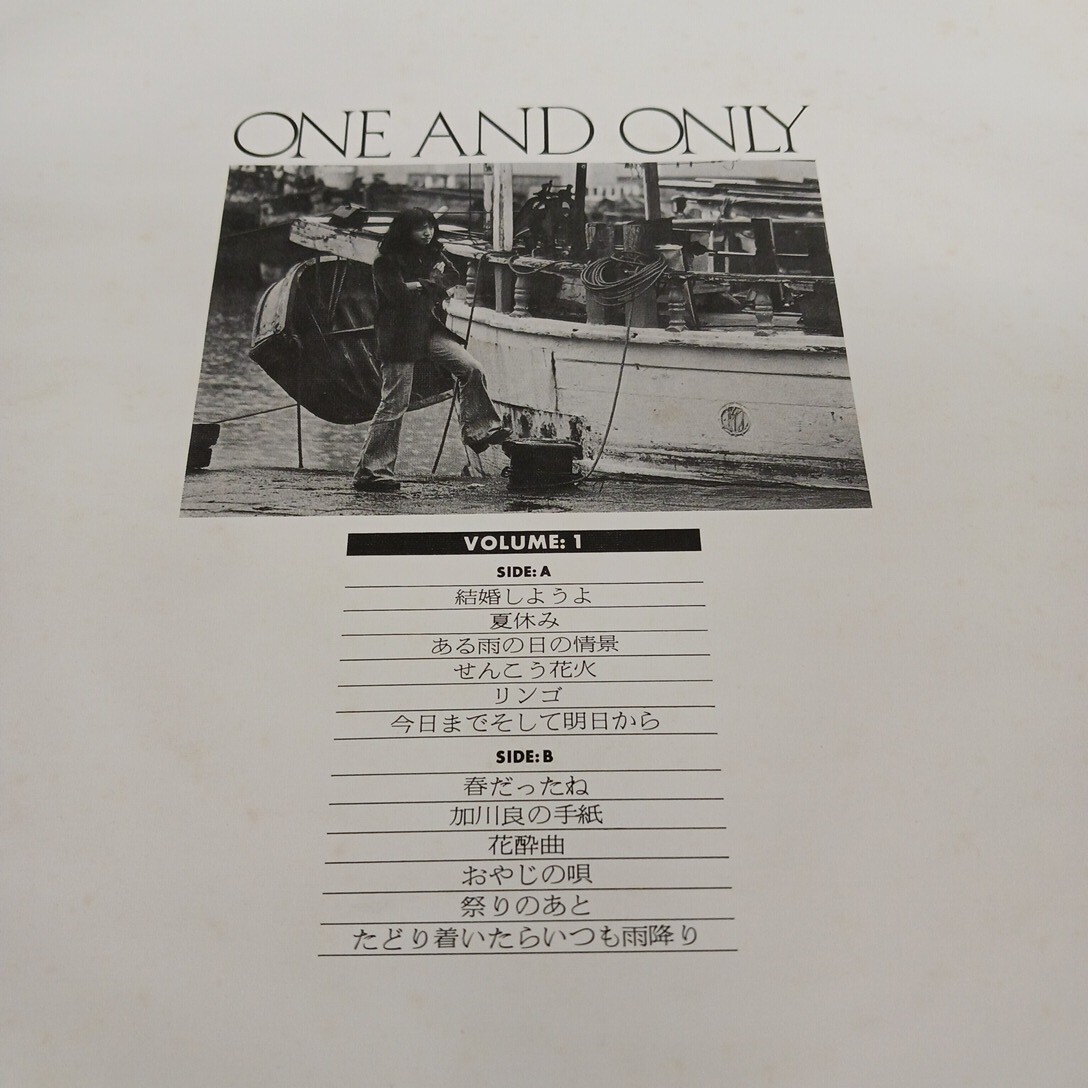 ONE AND ONLY
VOLUME: 1
SIDE: A
結婚しようよ
夏休み
ある雨の日の情景
せんこう花火
リンゴ
今日までそして明日から
SIDE: B
春だったね
加川良の手紙
花酔曲
おやじの唄
祭りのあと
たどり着いたらいつも雨降り